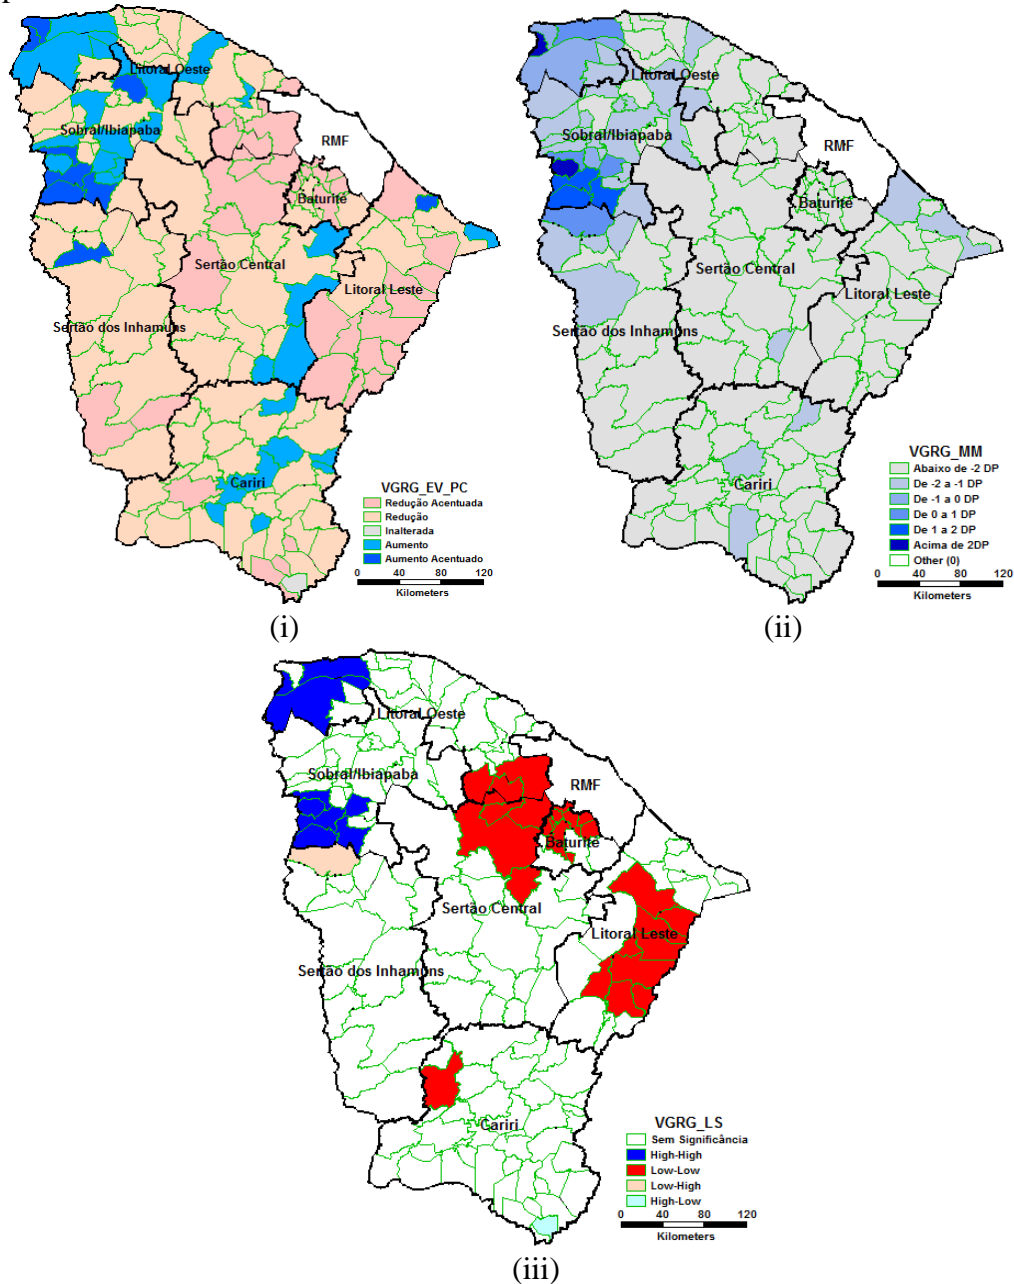 Litoral Oeste
Sobral/Ibiapaba
RMF
Baturité
Sertão Central
Litoral Leste
Sertão dos Inhamuns
Cariri
VGRG_EV_PC
Redução Acentuada
Redução
Inalterada
Aumento
Aumento Acentuado
0 40 80 120
Kilometers
(i)
Litoral Oeste
Sobral/Ibiapaba
RMF
Baturité
Sertão Central
Litoral Leste
Sertão dos Inhamuns
Cariri
VGRG_MM
Abaixo de -2 DP
De -2 a -1 DP
De -1 a 0 DP
De 0 a 1 DP
De 1 a 2 DP
Acima de 2DP
Other (0)
0 40 80 120
Kilometers
(ii)
Litoral Oeste
Sobral/Ibiapaba
RMF
Baturité
Sertão Central
Litoral Leste
Sertão dos Inhamuns
Cariri
VGRG_LS
Sem Significância
High-High
Low-Low
Low-High
High-Low
0 40 80 120
Kilometers
(iii)